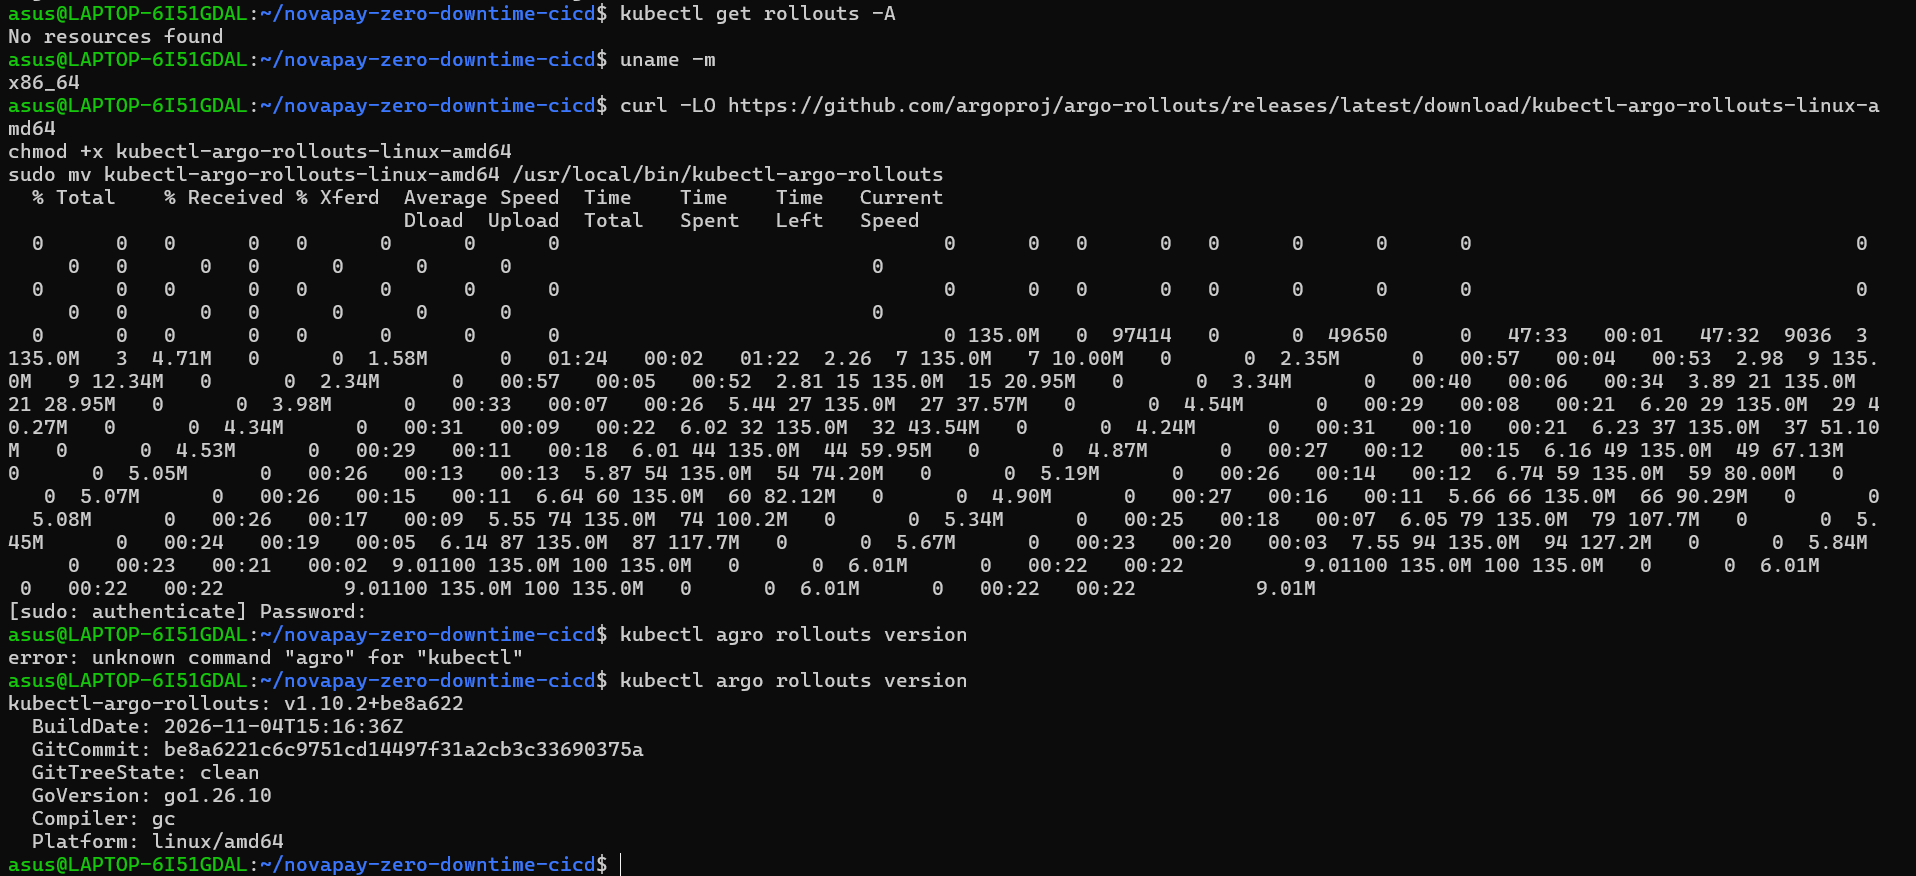 asus@LAPTOP-6I51GDAL:~/novapay-zero-downtime-cicd$ kubectl get rollouts -A
No resources found
asus@LAPTOP-6I51GDAL:~/novapay-zero-downtime-cicd$ uname -m
x86_64
asus@LAPTOP-6I51GDAL:~/novapay-zero-downtime-cicd$ curl -LO https://github.com/argoproj/argo-rollouts/releases/latest/download/kubectl-argo-rollouts-linux-a
md64
chmod +x kubectl-argo-rollouts-linux-amd64
sudo mv kubectl-argo-rollouts-linux-amd64 /usr/local/bin/kubectl-argo-rollouts
  % Total    % Received % Xferd  Average Speed  Time    Time    Time   Current
                                 Dload  Upload  Total   Spent   Left   Speed
  0      0   0      0   0      0      0      0                                0      0   0      0   0      0      0      0                                0
     0   0      0   0      0      0      0                              0
  0      0   0      0   0      0      0      0                                0      0   0      0   0      0      0      0                                0
     0   0      0   0      0      0      0                              0
  0      0   0      0   0      0      0      0                                0 135.0M   0  97414   0      0  49650      0   47:33   00:01   47:32  9036  3
135.0M   3  4.71M   0      0  1.58M      0   01:24   00:02   01:22  2.26  7 135.0M   7 10.00M   0      0  2.35M      0   00:57   00:04   00:53  2.98  9 135.
0M   9 12.34M   0      0  2.34M      0   00:57   00:05   00:52  2.81 15 135.0M  15 20.95M   0      0  3.34M      0   00:40   00:06   00:34  3.89 21 135.0M
21 28.95M   0      0  3.98M      0   00:33   00:07   00:26  5.44 27 135.0M  27 37.57M   0      0  4.54M      0   00:29   00:08   00:21  6.20 29 135.0M  29 4
0.27M   0      0  4.34M      0   00:31   00:09   00:22  6.02 32 135.0M  32 43.54M   0      0  4.24M      0   00:31   00:10   00:21  6.23 37 135.0M  37 51.10
M   0      0  4.53M      0   00:29   00:11   00:18  6.01 44 135.0M  44 59.95M   0      0  4.87M      0   00:27   00:12   00:15  6.16 49 135.0M  49 67.13M
0      0  5.05M      0   00:26   00:13   00:13  5.87 54 135.0M  54 74.20M   0      0  5.19M      0   00:26   00:14   00:12  6.74 59 135.0M  59 80.00M   0
   0  5.07M      0   00:26   00:15   00:11  6.64 60 135.0M  60 82.12M   0      0  4.90M      0   00:27   00:16   00:11  5.66 66 135.0M  66 90.29M   0      0
  5.08M      0   00:26   00:17   00:09  5.55 74 135.0M  74 100.2M   0      0  5.34M      0   00:25   00:18   00:07  6.05 79 135.0M  79 107.7M   0      0  5.
45M      0   00:24   00:19   00:05  6.14 87 135.0M  87 117.7M   0      0  5.67M      0   00:23   00:20   00:03  7.55 94 135.0M  94 127.2M   0      0  5.84M
     0   00:23   00:21   00:02  9.01100 135.0M 100 135.0M   0      0  6.01M      0   00:22   00:22          9.01100 135.0M 100 135.0M   0      0  6.01M
 0   00:22   00:22          9.01100 135.0M 100 135.0M   0      0  6.01M      0   00:22   00:22          9.01M
[sudo: authenticate] Password:
asus@LAPTOP-6I51GDAL:~/novapay-zero-downtime-cicd$ kubectl agro rollouts version
error: unknown command "agro" for "kubectl"
asus@LAPTOP-6I51GDAL:~/novapay-zero-downtime-cicd$ kubectl argo rollouts version
kubectl-argo-rollouts: v1.10.2+be8a622
  BuildDate: 2026-11-04T15:16:36Z
  GitCommit: be8a6221c6c9751cd14497f31a2cb3c33690375a
  GitTreeState: clean
  GoVersion: go1.26.10
  Compiler: gc
  Platform: linux/amd64
asus@LAPTOP-6I51GDAL:~/novapay-zero-downtime-cicd$